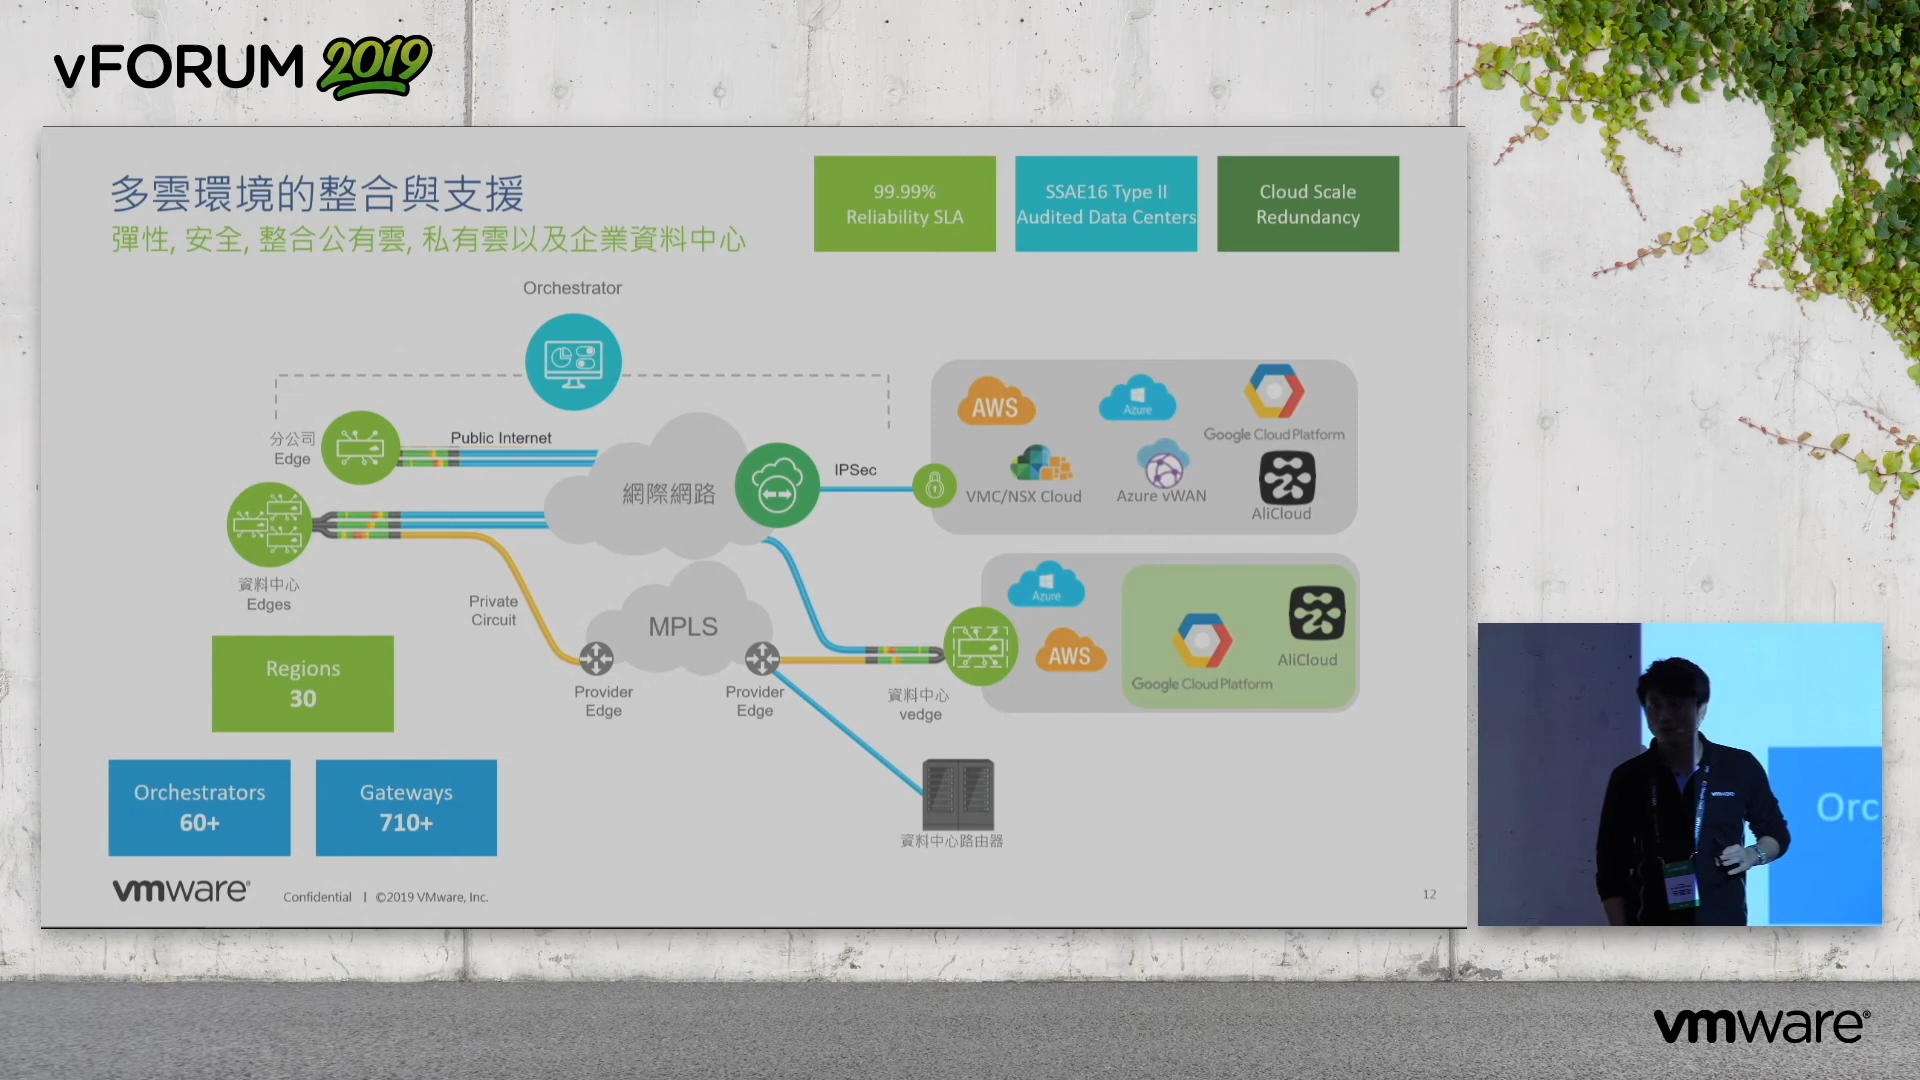 vFORUM 2019
多雲環境的整合與支援
彈性, 安全, 整合公有雲, 私有雲以及企業資料中心
99.99%
Reliability SLA
SSAE16 Type II
Audited Data Centers
Cloud Scale
Redundancy
Orchestrator
分公司
Edge
Public Internet
網際網路
IPSec
AWS
Azure
Google Cloud Platform
VMC/NSX Cloud
Azure vWAN
AliCloud
資料中心
Edges
Private
Circuit
MPLS
Provider
Edge
Provider
Edge
資料中心
vedge
Azure
AWS
Google Cloud Platform
AliCloud
資料中心路由器
Regions
30
Orchestrators
60+
Gateways
710+
vmware®
Confidential | ©2019 VMware, Inc.
12
Orc
vmware
vmware®